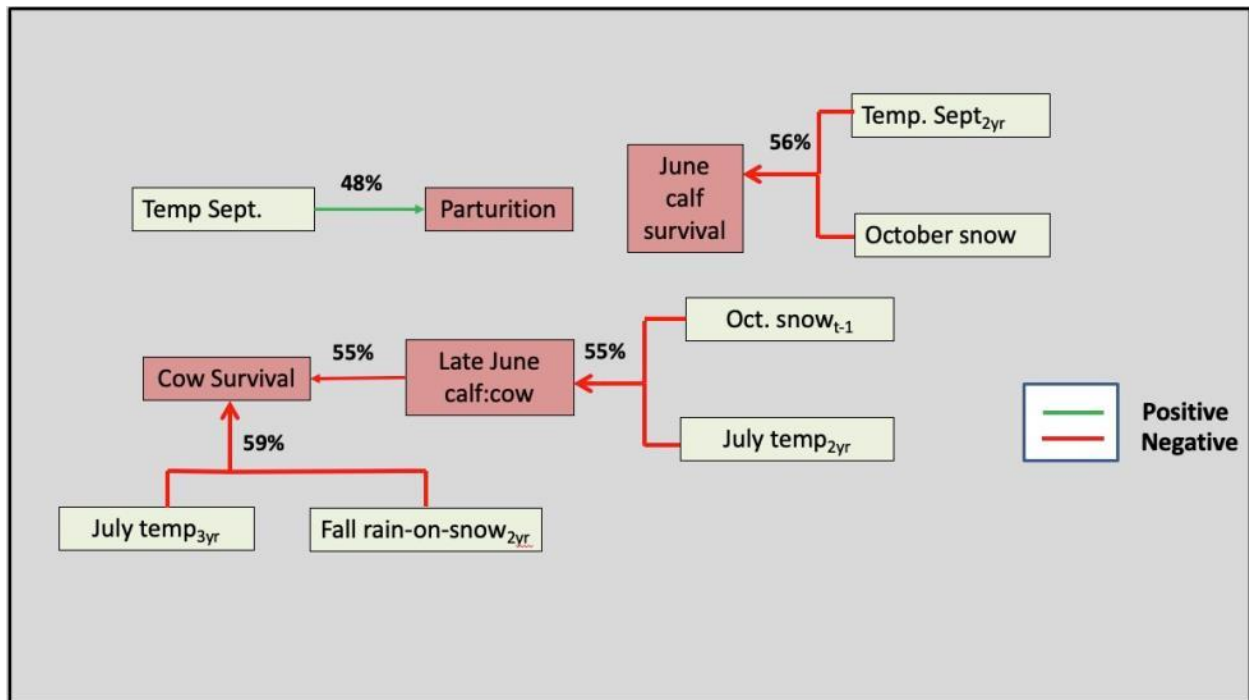 Temp. Sept2yr
56%
June
calf
survival
48%
Temp Sept.
Parturition
October snow
Oct. snowt-1
55%
Late June
calf:cow
55%
Cow Survival
July temp2yr
59%
July temp3yr
Fall rain-on-snow2yr
Positive
Negative